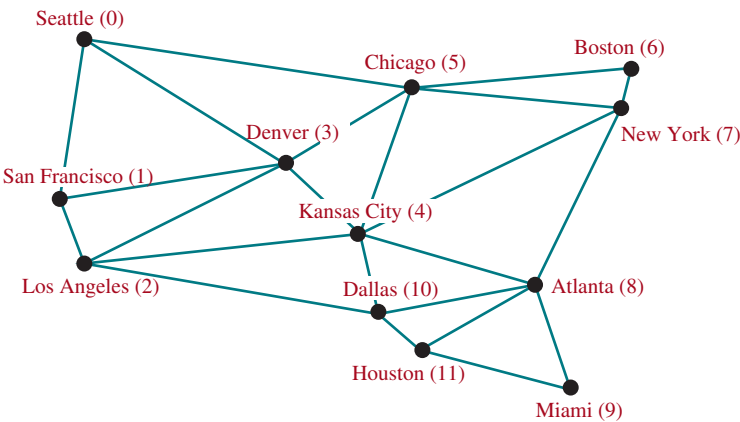 Seattle (0)
Chicago (5)
Boston (6)
Denver (3)
New York (7)
San Francisco (1)
Kansas City (4)
Los Angeles (2)
Dallas (10)
Atlanta (8)
Houston (11)
Miami (9)